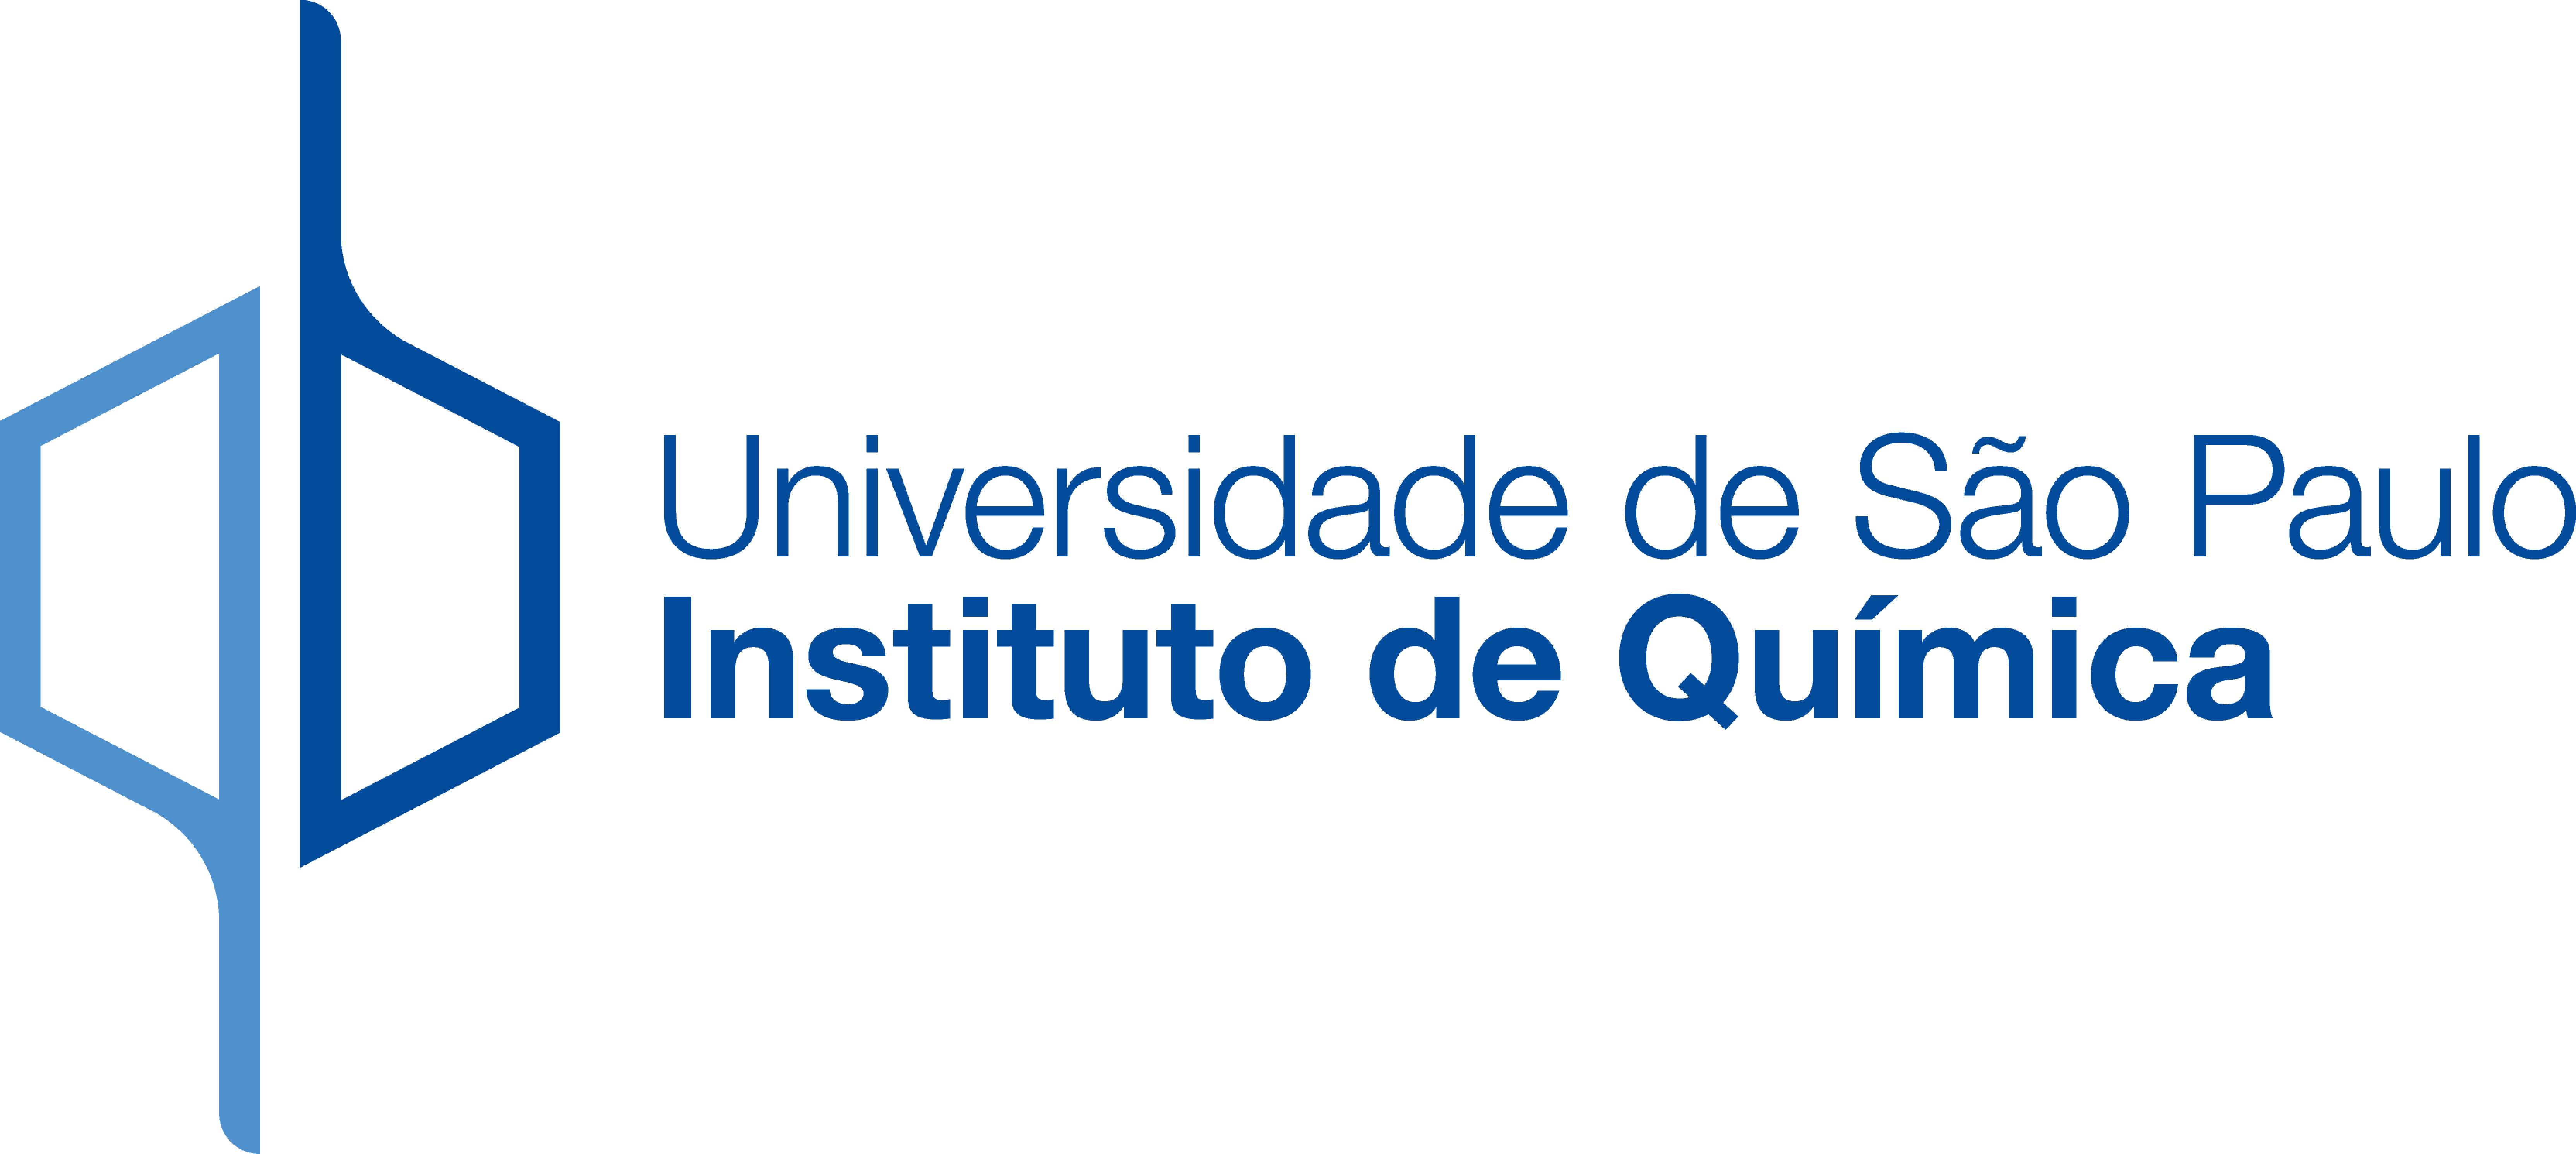 Universidade de São Paulo
Instituto de Química